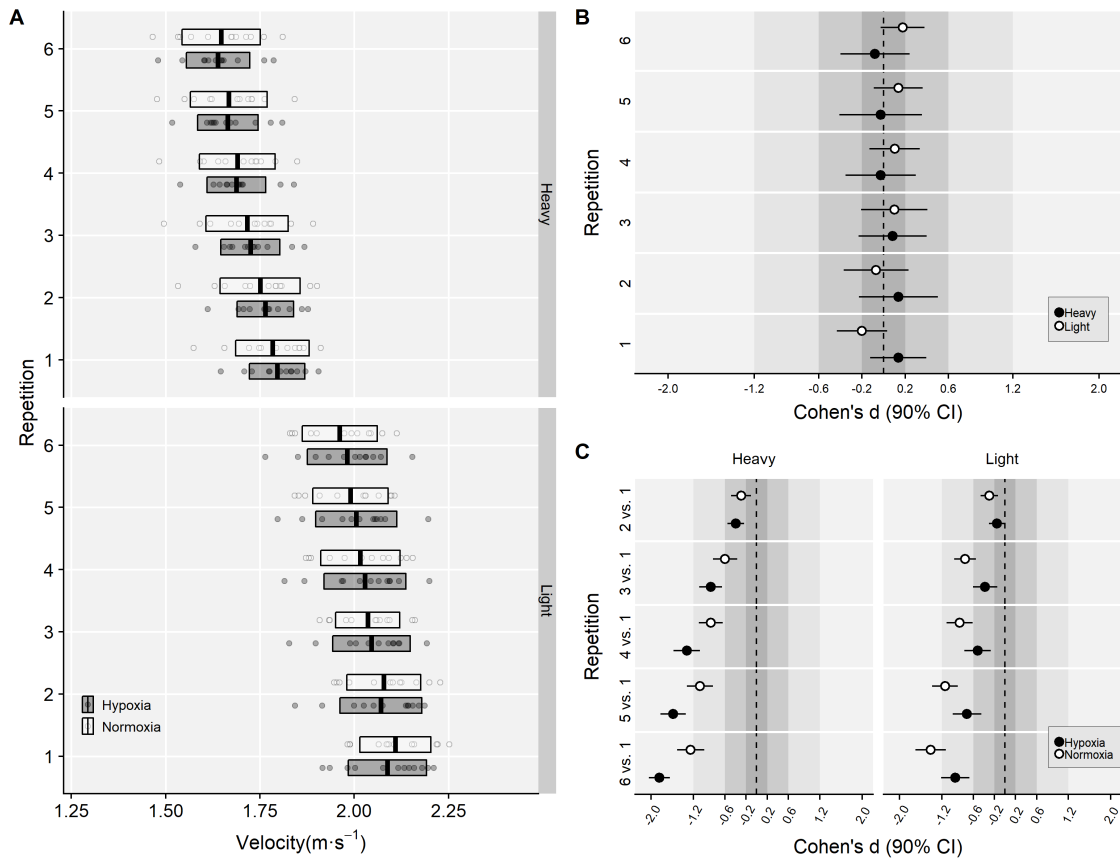 A
Repetition
6
5
4
3
2
1
Heavy
6
5
4
3
2
1
Light
Hypoxia
Normoxia
1.25
1.50
1.75
2.00
2.25
Velocity(m·s⁻¹)
B
Repetition
6
5
4
3
2
1
Heavy
Light
-2.0
-1.2
-0.6
-0.2
0.2
0.6
1.2
2.0
Cohen's d (90% CI)
C
Heavy
Light
Repetition
2 vs. 1
3 vs. 1
4 vs. 1
5 vs. 1
6 vs. 1
Hypoxia
Normoxia
-2.0
-1.2
-0.6
-0.2
0.2
0.6
1.2
2.0
-2.0
-1.2
-0.6
-0.2
0.2
0.6
1.2
2.0
Cohen's d (90% CI)